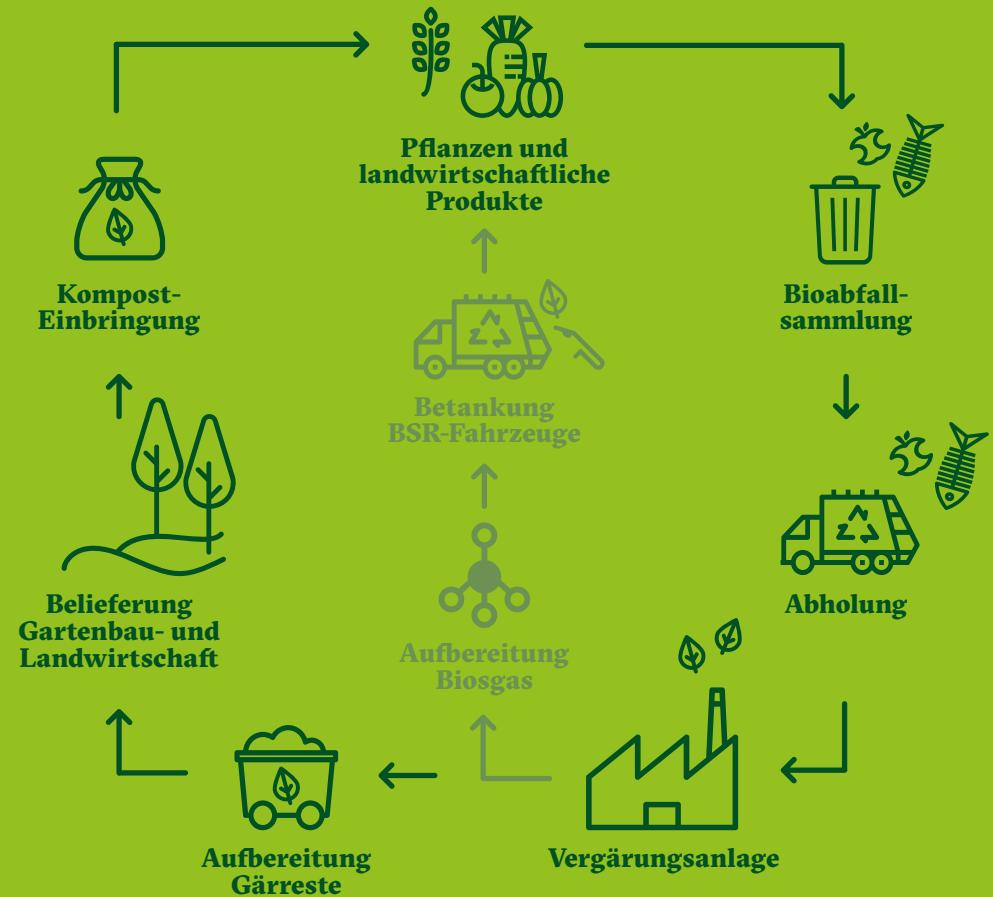 Pflanzen und
landwirtschaftliche
Produkte
Kompost-
Einbringung
Bioabfall-
sammlung
Betankung
BSR-Fahrzeuge
Belieferung
Gartenbau- und
Landwirtschaft
Abholung
Aufbereitung
Biosgas
Aufbereitung
Gärreste
Vergärungsanlage